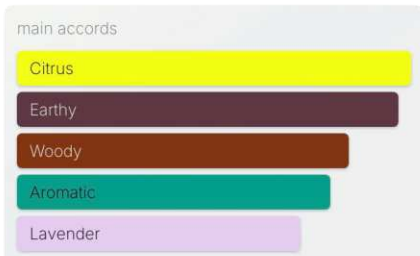 main accords
Citrus
Earthy
Woody
Aromatic
Lavender